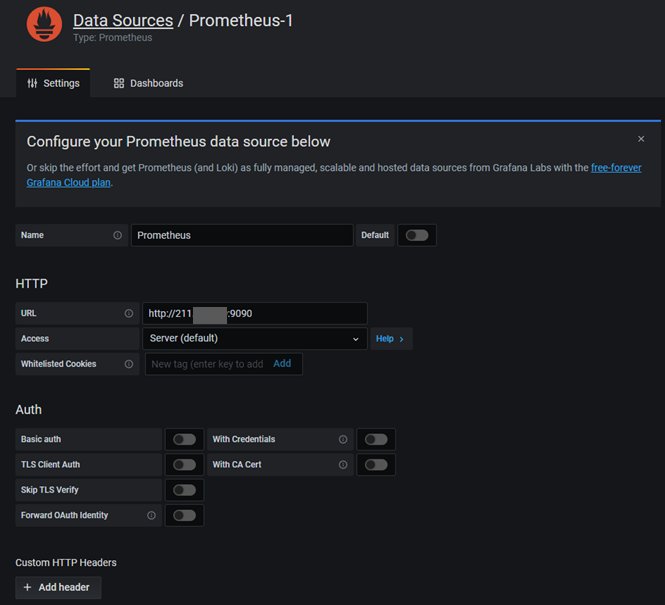 Data Sources / Prometheus-1
Type: Prometheus
Settings
Dashboards
Configure your Prometheus data source below
Or skip the effort and get Prometheus (and Loki) as fully managed, scalable and hosted data sources from Grafana Labs with the free-forever
Grafana Cloud plan.
Name
Prometheus
Default
HTTP
URL
http://211 :9090
Access
Server (default)
Help >
Whitelisted Cookies
New tag (enter key to add
Add
Auth
Basic auth
With Credentials
TLS Client Auth
With CA Cert
Skip TLS Verify
Forward OAuth Identity
Custom HTTP Headers
+ Add header